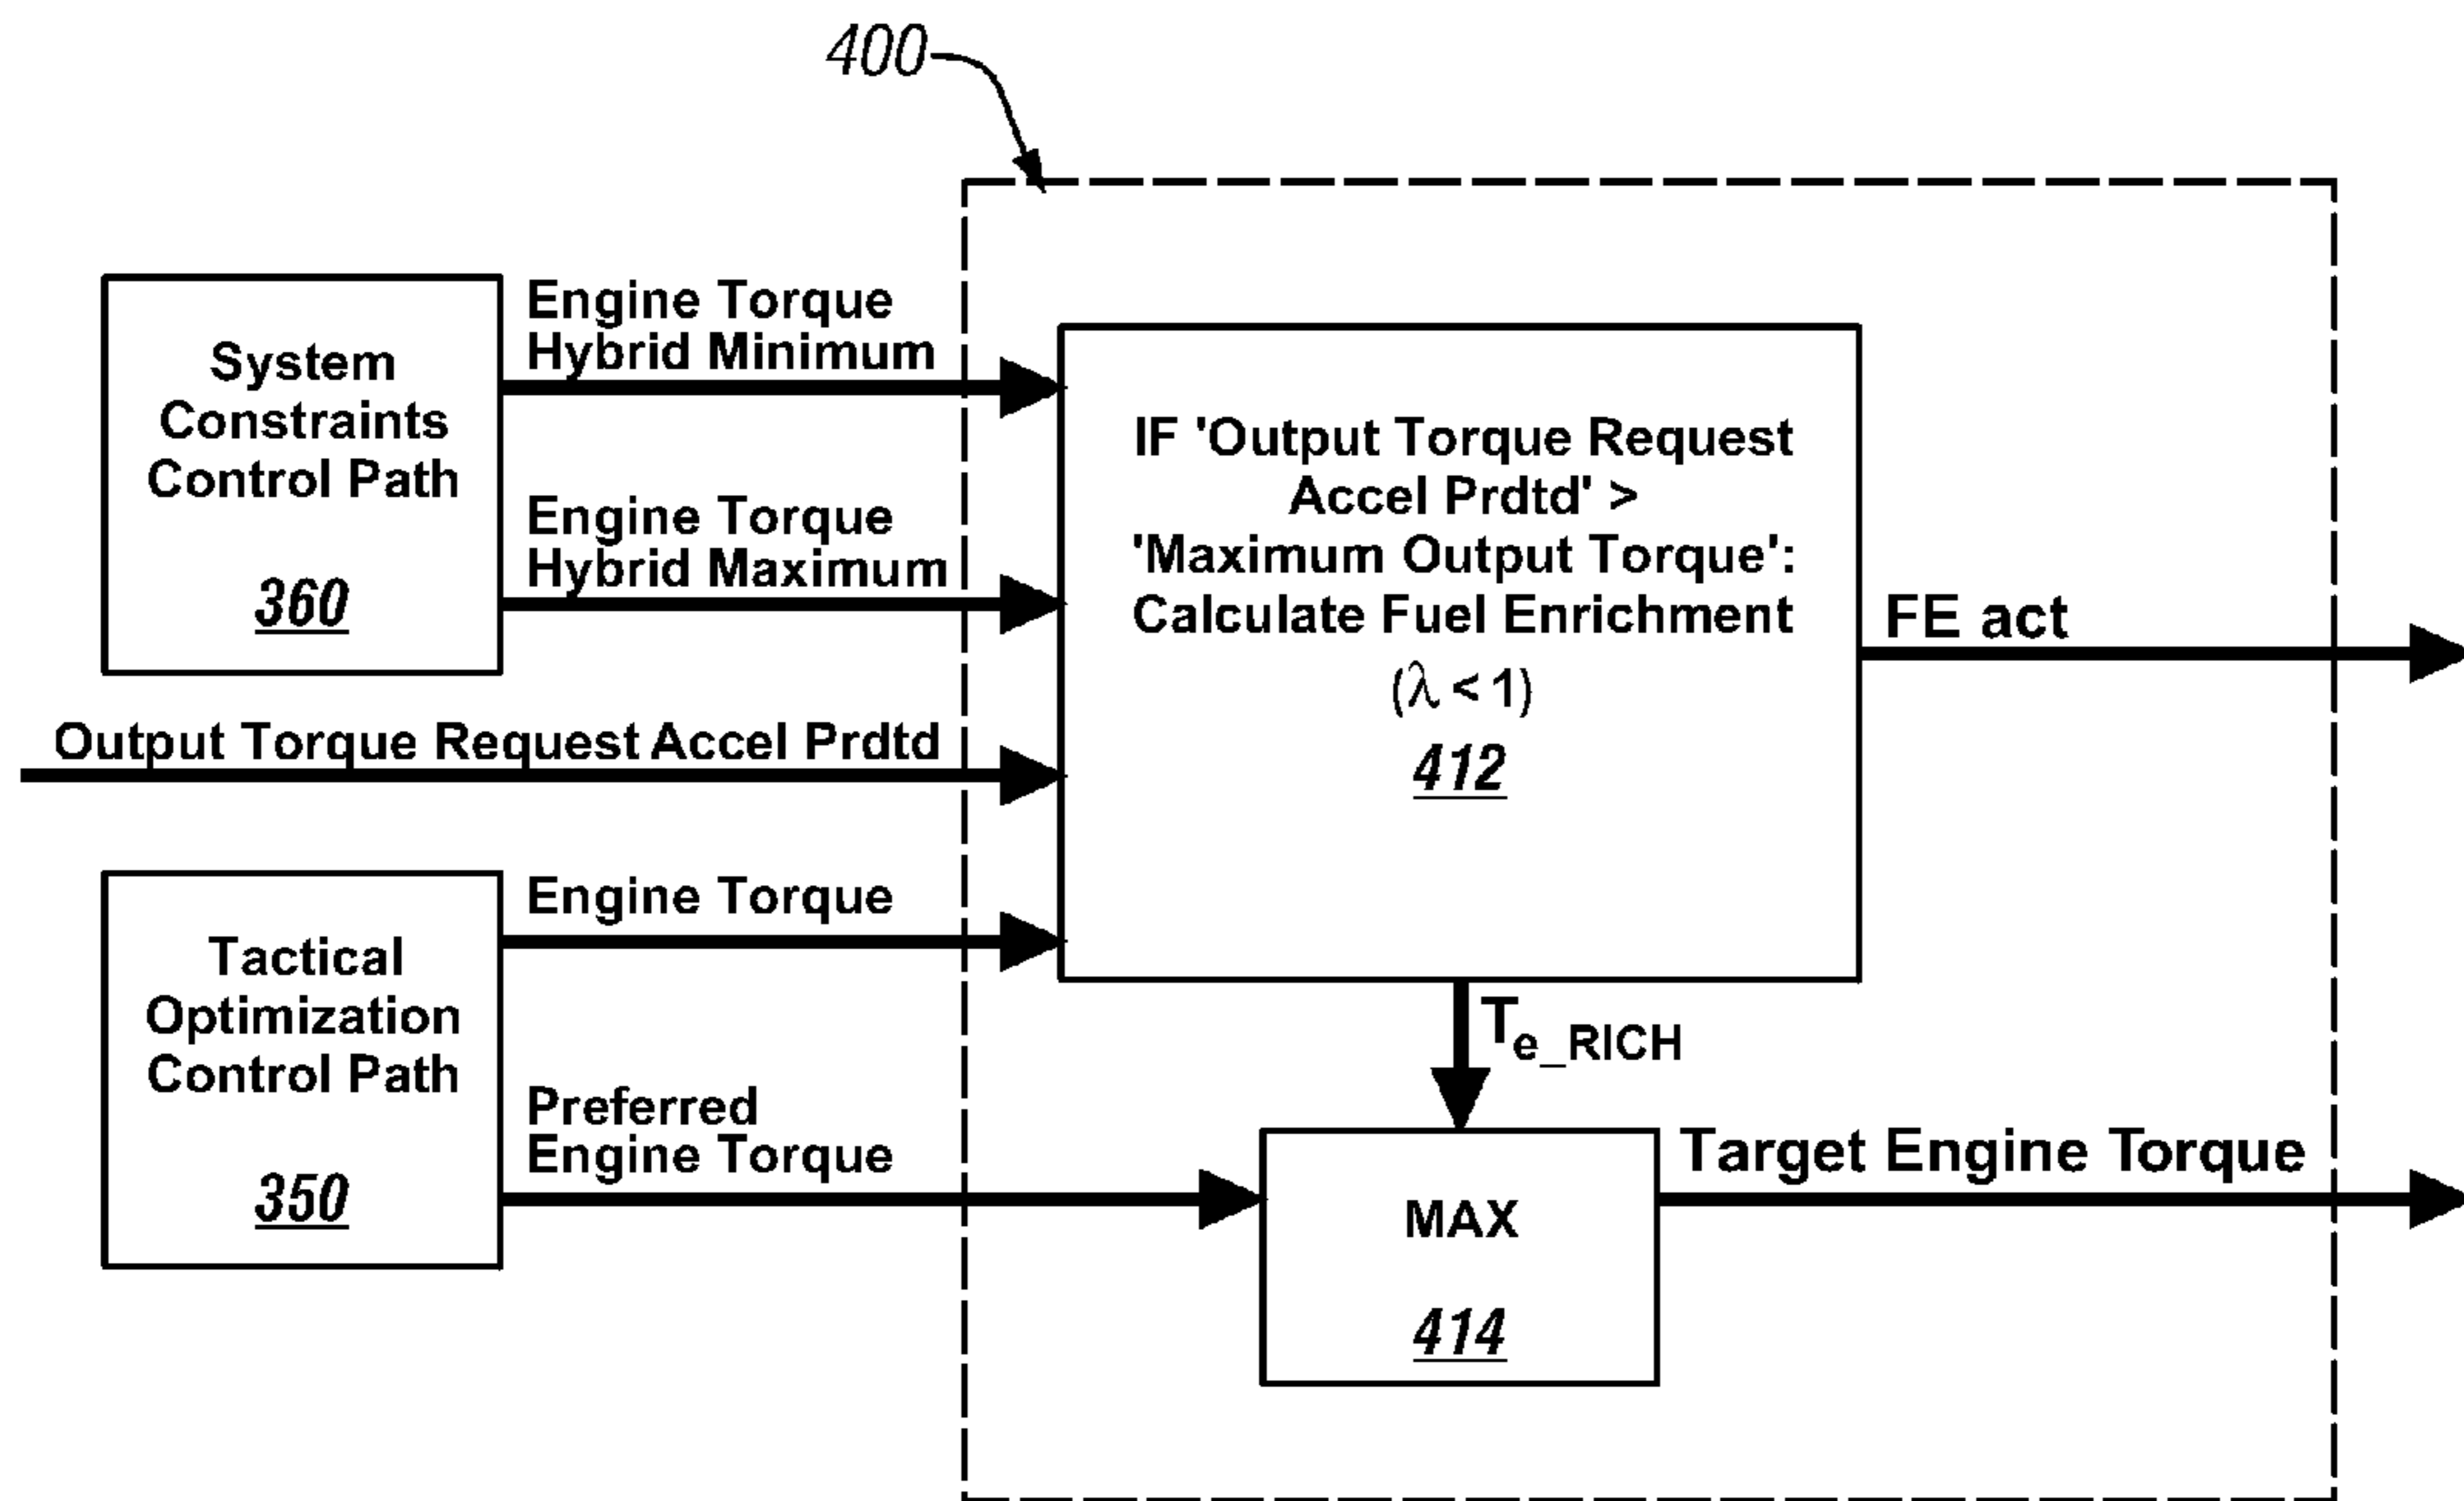 400
System
Constraints
Control Path
360
Engine Torque
Hybrid Minimum
Engine Torque
Hybrid Maximum
Output Torque Request Accel Prdtd
Tactical
Optimization
Control Path
350
Engine Torque
Preferred
Engine Torque
IF 'Output Torque Request
Accel Prdtd' >
'Maximum Output Torque':
Calculate Fuel Enrichment
(λ < 1)
412
FE act
Te_RICH
MAX
414
Target Engine Torque